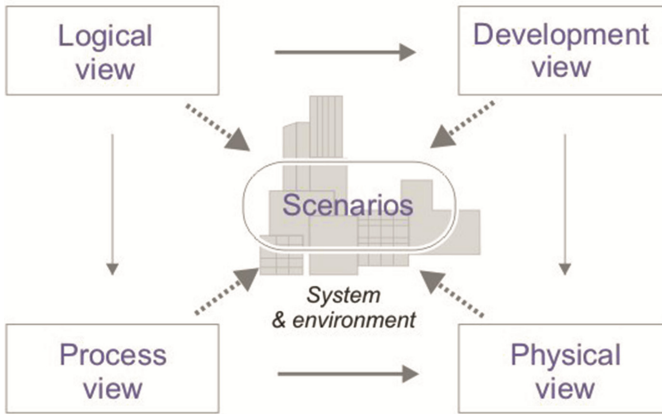 Logical
view
Development
view
Scenarios
System
& environment
Process
view
Physical
view